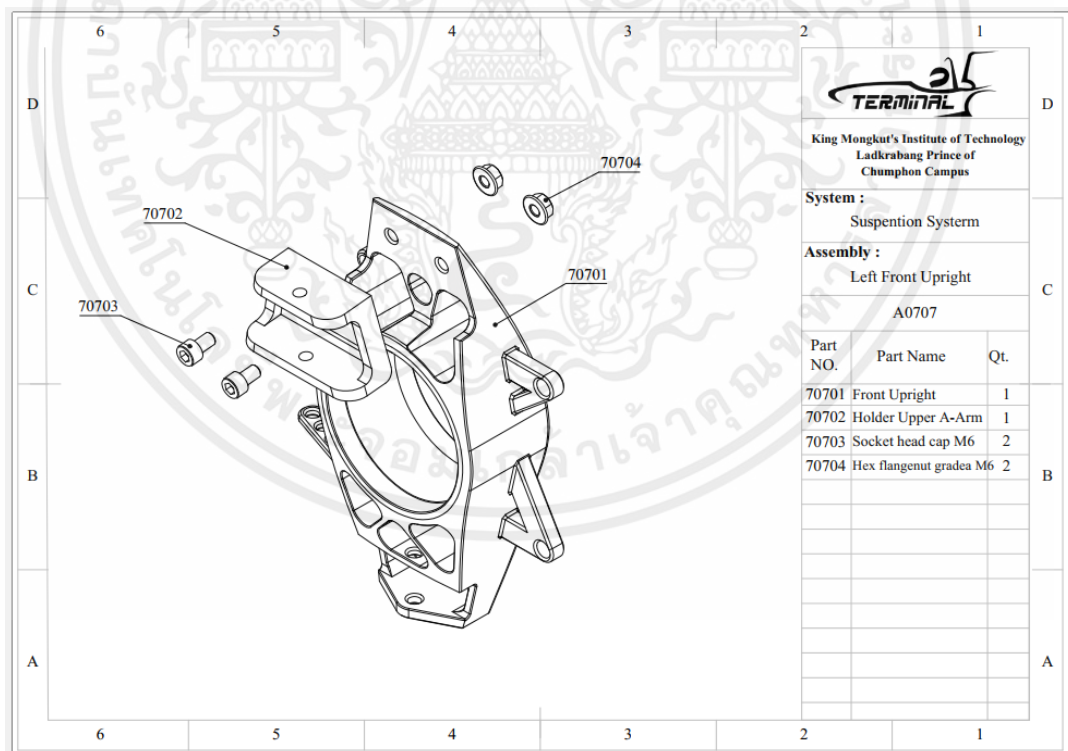 6 5 4 3 2 1
D D
TERMINAL
King Mongkut's Institute of Technology
Ladkrabang Prince of
Chumphon Campus
System :
Suspention Systerm
Assembly :
Left Front Upright
A0707
Part NO. Part Name Qt.
70701 Front Upright 1
70702 Holder Upper A-Arm 1
70703 Socket head cap M6 2
70704 Hex flangenut gradea M6 2
70704
70702
70701
70703
C C
B B
A A
6 5 4 3 2 1